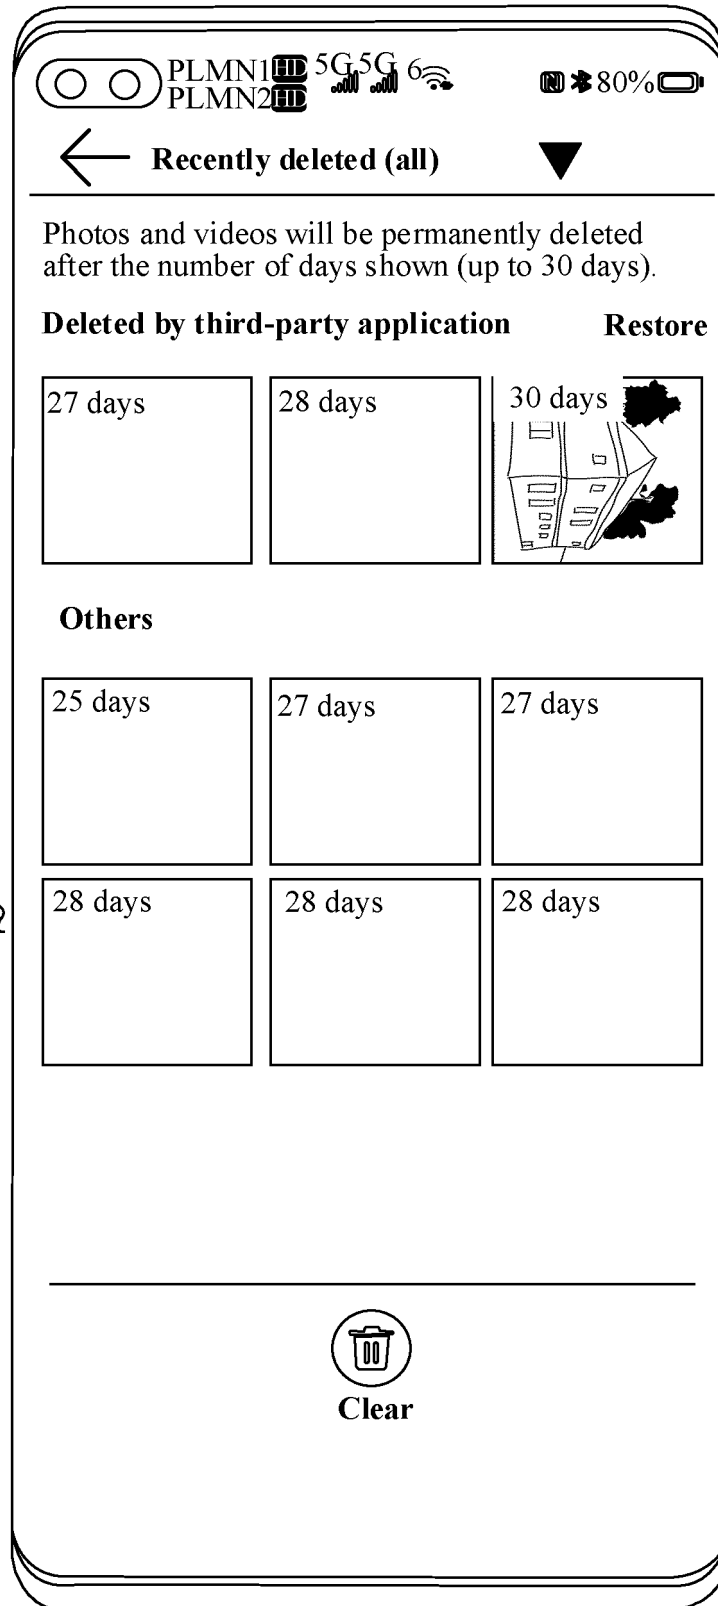 PLMN1 HD 5G 5G 6 N 80%
PLMN2 HD
Recently deleted (all)
Photos and videos will be permanently deleted
after the number of days shown (up to 30 days).
Deleted by third-party application Restore
27 days 28 days 30 days
Others
25 days 27 days 27 days
28 days 28 days 28 days
Clear